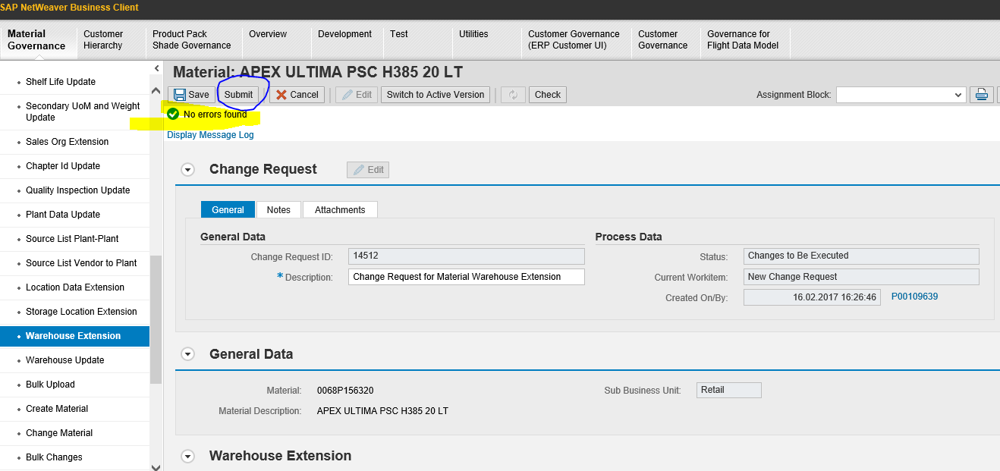 SAP NetWeaver Business Client
Material
Governance
Customer
Hierarchy
Product Pack
Shade Governance
Overview
Development
Test
Utilities
Customer Governance
(ERP Customer UI)
Customer
Governance
Governance for
Flight Data Model
Shelf Life Update
Secondary UoM and Weight
Update
Sales Org Extension
Chapter Id Update
Quality Inspection Update
Plant Data Update
Source List Plant-Plant
Source List Vendor to Plant
Location Data Extension
Storage Location Extension
Warehouse Extension
Warehouse Update
Bulk Upload
Create Material
Change Material
Bulk Changes
Material: APEX ULTIMA PSC H385 20 LT
Save
Submit
Cancel
Edit
Switch to Active Version
Check
Assignment Block:
No errors found
Display Message Log
Change Request
Edit
General
Notes
Attachments
General Data
Change Request ID: 14512
* Description: Change Request for Material Warehouse Extension
Process Data
Status: Changes to Be Executed
Current Workitem: New Change Request
Created On/By: 16.02.2017 16:26:46 P00109639
General Data
Material: 0068P156320
Sub Business Unit: Retail
Material Description: APEX ULTIMA PSC H385 20 LT
Warehouse Extension